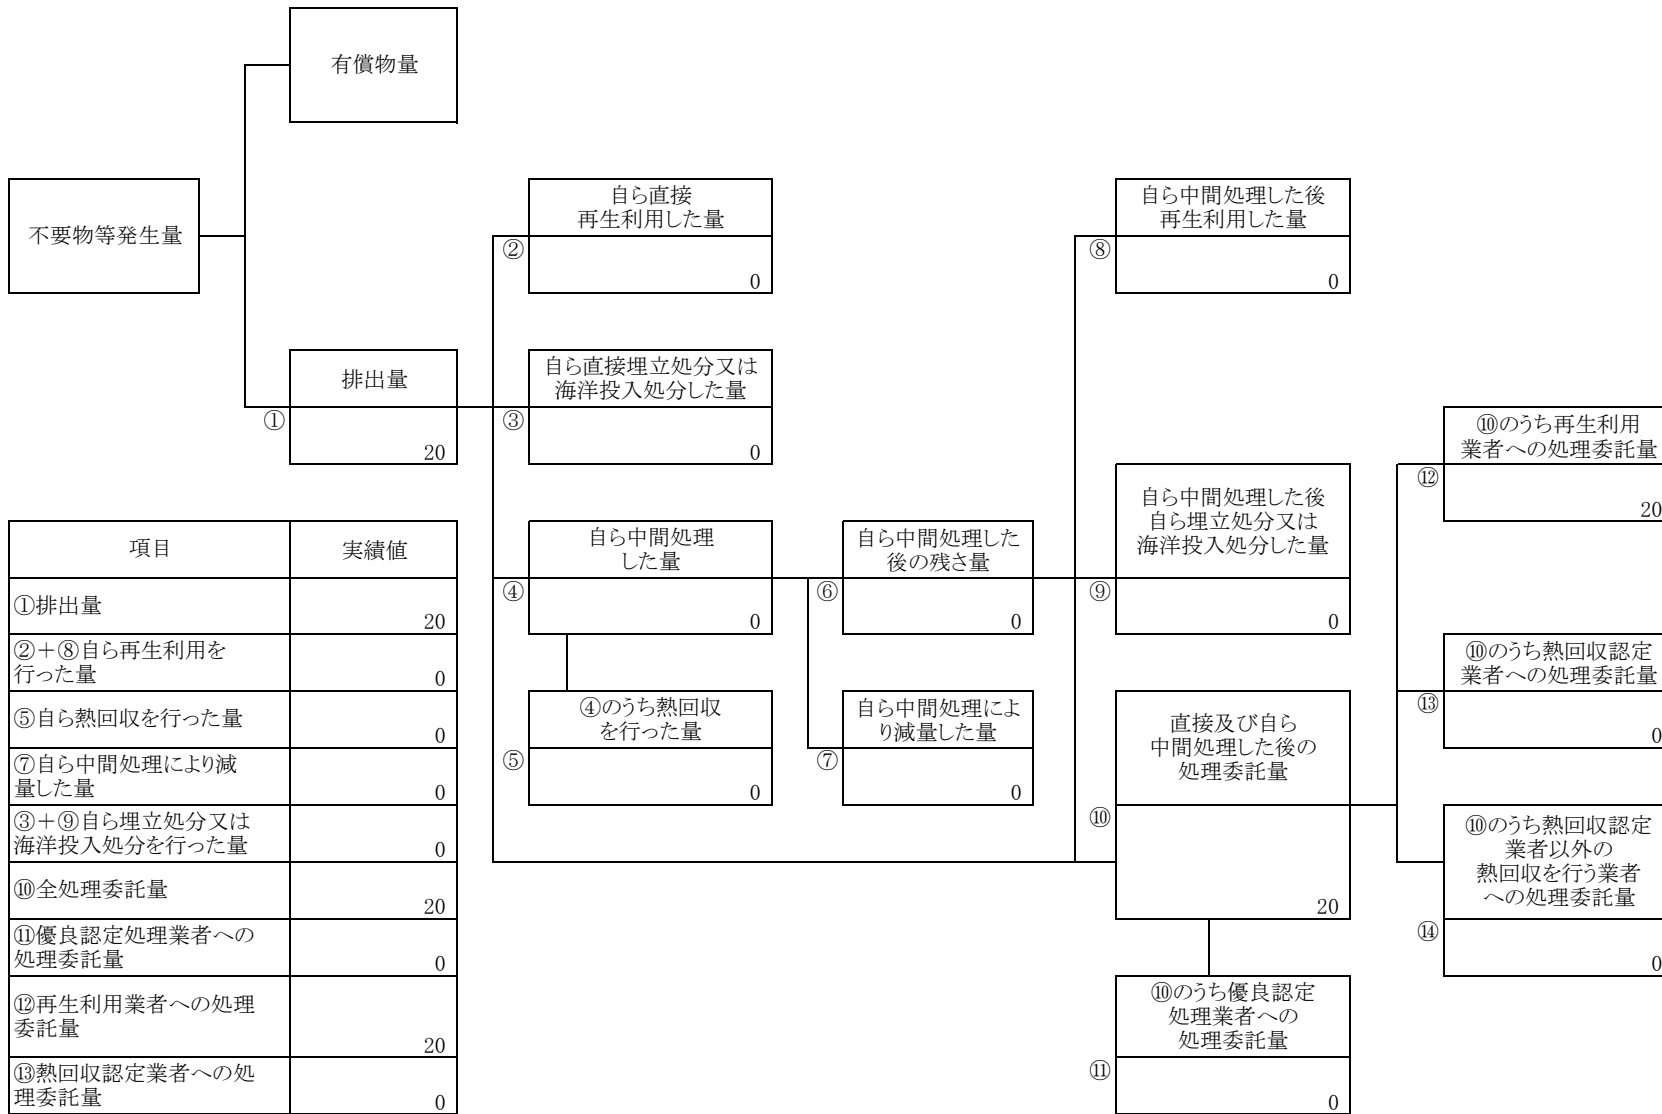 有償物量
不要物等発生量
自ら直接
再生利用した量
②
0
自ら中間処理した後
再生利用した量
⑧
0
排出量
①
20
自ら直接埋立処分又は
海洋投入処分した量
③
0
⑩のうち再生利用
業者への処理委託量
⑫
20
自ら中間処理した後
自ら埋立処分又は
海洋投入処分した量
⑨
0
自ら中間処理
した量
④
0
自ら中間処理した
後の残さ量
⑥
0
⑩のうち熱回収認定
業者への処理委託量
⑬
0
④のうち熱回収
を行った量
⑤
0
自ら中間処理によ
り減量した量
⑦
0
直接及び自ら
中間処理した後の
処理委託量
⑩
20
⑩のうち熱回収認定
業者以外の
熱回収を行う業者
への処理委託量
⑭
0
⑩のうち優良認定
処理業者への
処理委託量
⑪
0
項目 実績値
①排出量
20
②+⑧自ら再生利用を
行った量 0
⑤自ら熱回収を行った量
0
⑦自ら中間処理により減
量した量 0
③+⑨自ら埋立処分又は
海洋投入処分を行った量 0
⑩全処理委託量
20
⑪優良認定処理業者への
処理委託量 0
⑫再生利用業者への処理
委託量
20
⑬熱回収認定業者への処
理委託量 0